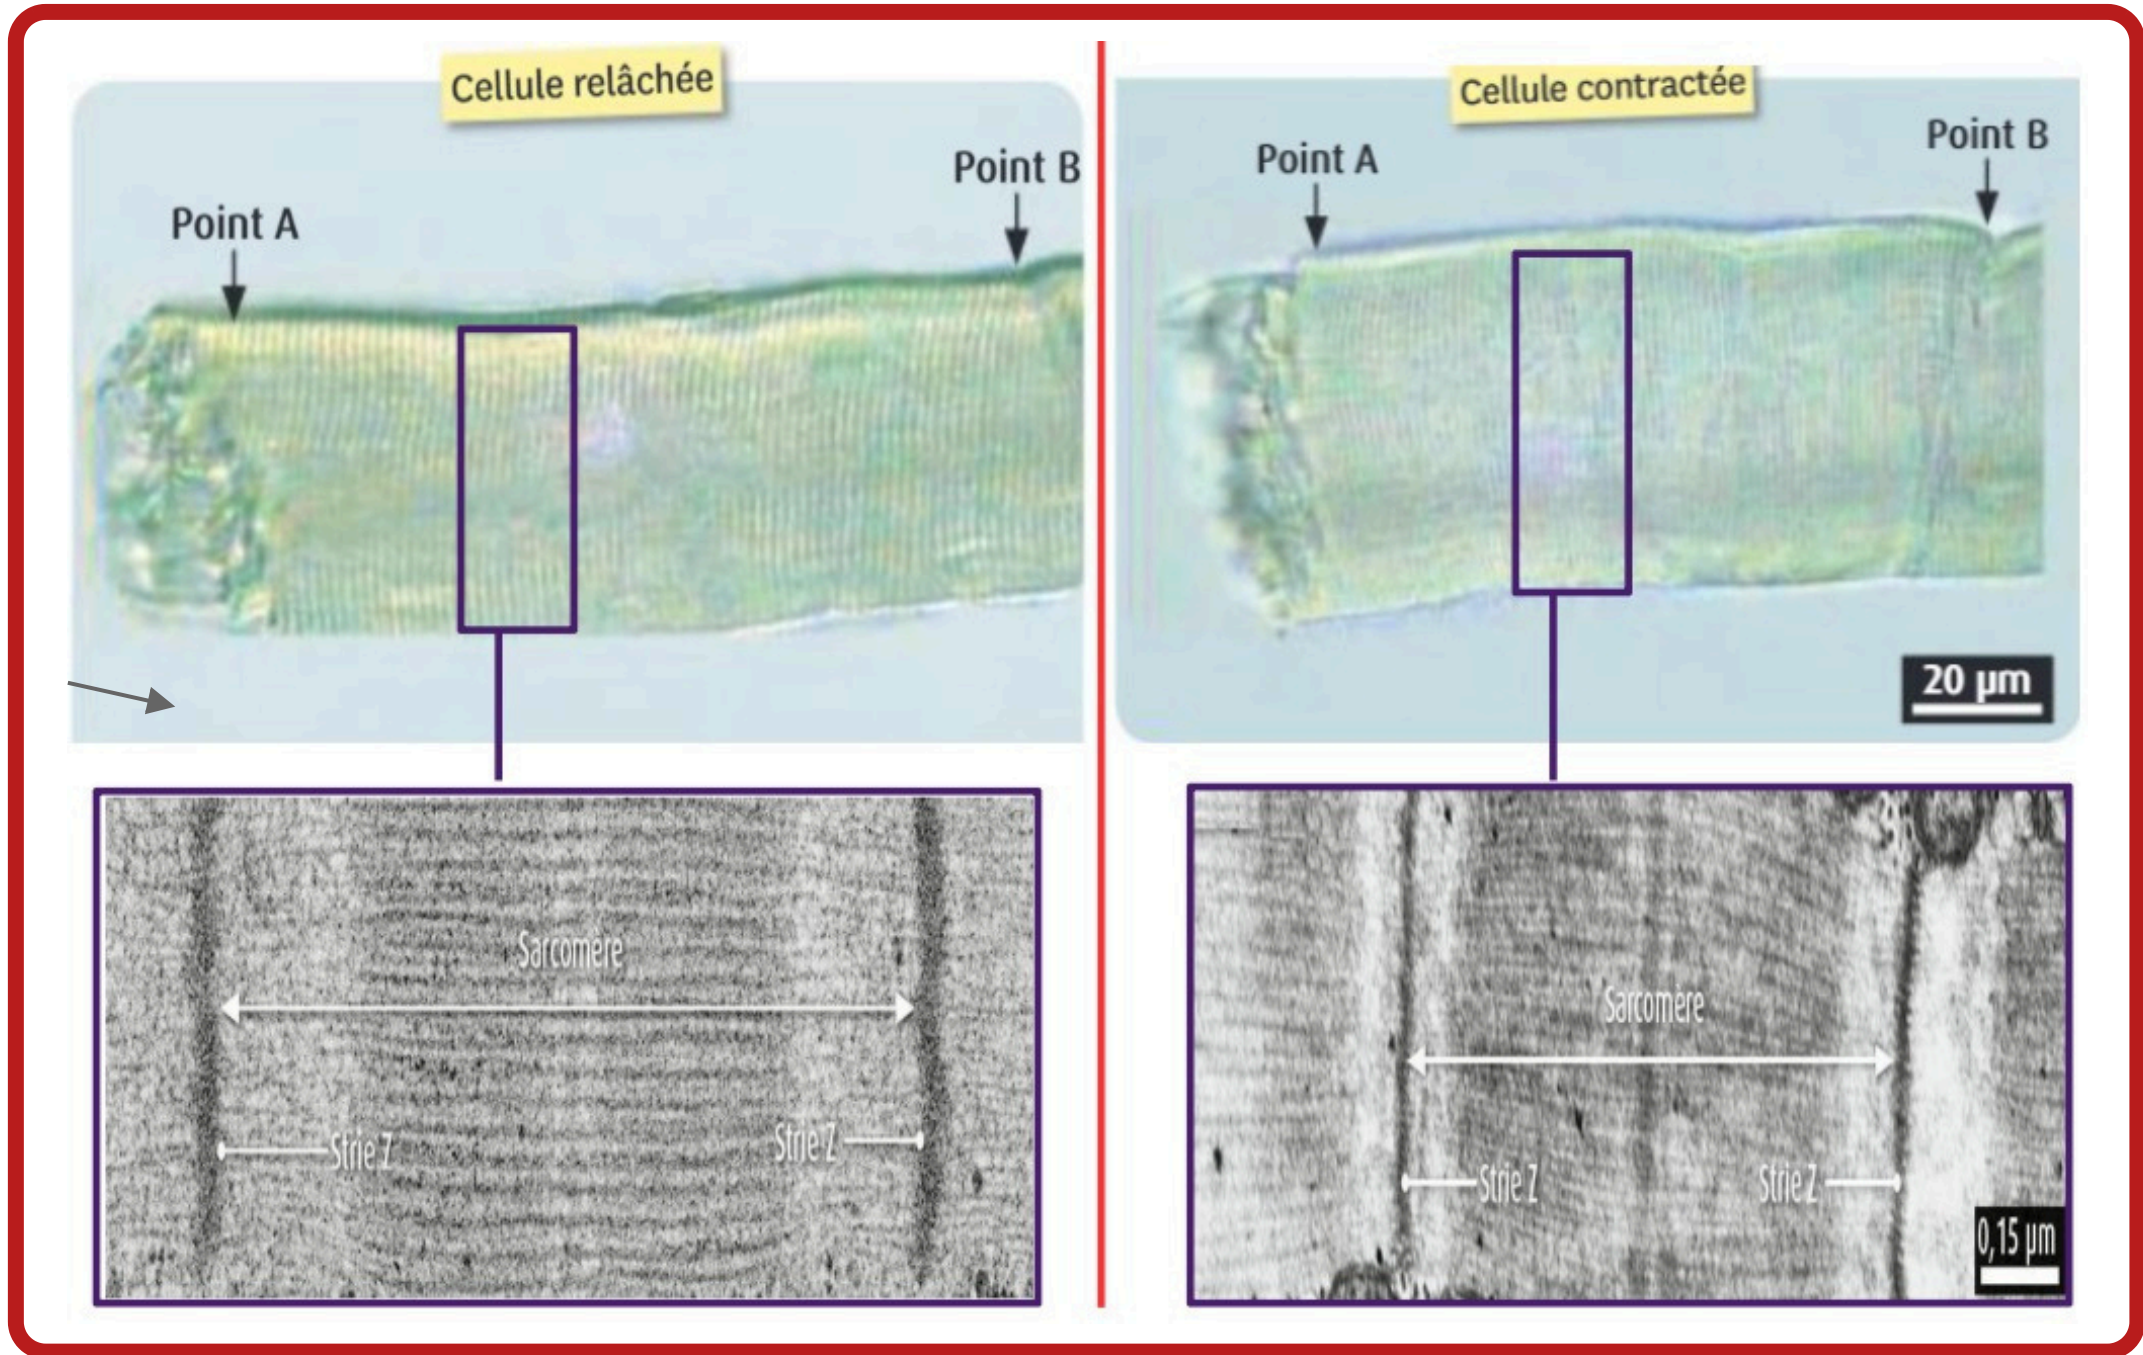 Cellule relâchée
Point A
Point B
Cellule contractée
Point A
Point B
20 µm
Sarcomère
Strie Z
Strie Z
Sarcomère
Strie Z
Strie Z
0,15 µm